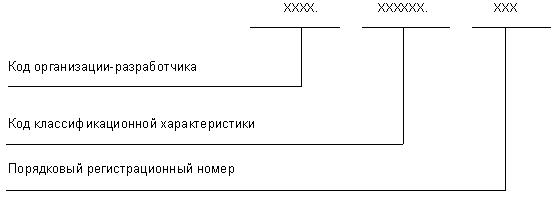 XXXX. XXXXXX. XXX
Код организации-разработчика
Код классификационной характеристики
Порядковый регистрационный номер